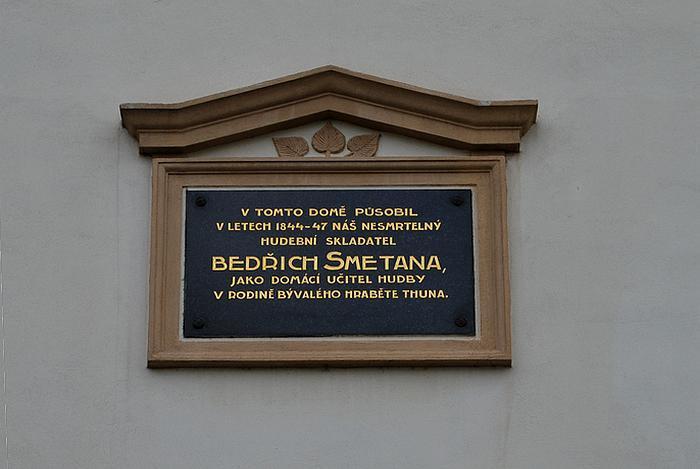 V TOMTO DOMĚ PŮSOBIL
V LETECH 1844-47 NÁŠ NESMRTELNÝ
HUDEBNÍ SKLADATEL
BEDŘICH SMETANA,
JAKO DOMÁCÍ UČITEL HUDBY
V RODINĚ BÝVALÉHO HRABĚTE THUNA.